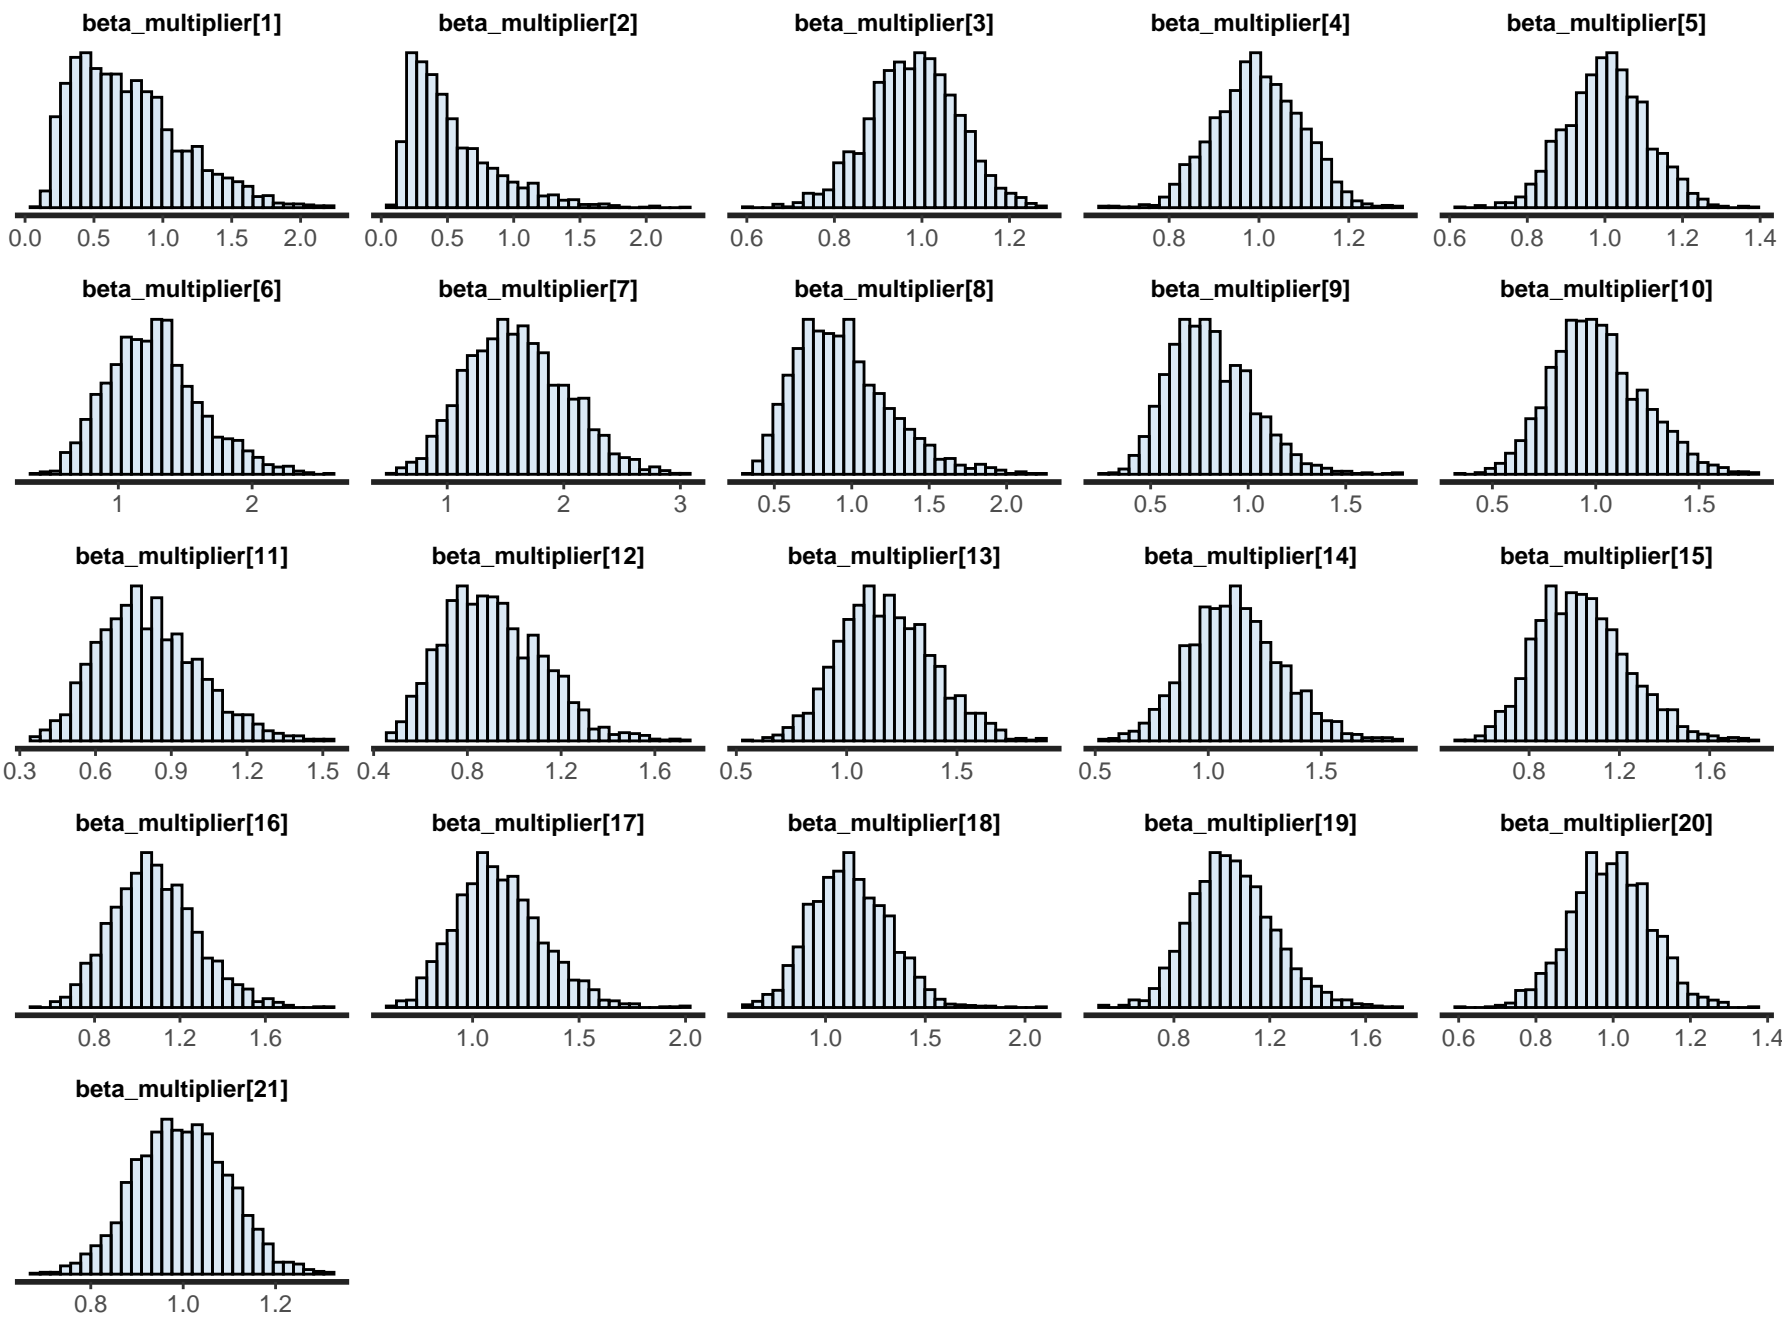 beta_multiplier[1] beta_multiplier[2] beta_multiplier[3] beta_multiplier[4] beta_multiplier[5]
0.0 0.5 1.0 1.5 2.0 0.0 0.5 1.0 1.5 2.0 0.6 0.8 1.0 1.2 0.8 1.0 1.2 0.6 0.8 1.0 1.2 1.4
beta_multiplier[6] beta_multiplier[7] beta_multiplier[8] beta_multiplier[9] beta_multiplier[10]
1 2 1 2 3 0.5 1.0 1.5 2.0 0.5 1.0 1.5 0.5 1.0 1.5
beta_multiplier[11] beta_multiplier[12] beta_multiplier[13] beta_multiplier[14] beta_multiplier[15]
0.3 0.6 0.9 1.2 1.5 0.4 0.8 1.2 1.6 0.5 1.0 1.5 0.5 1.0 1.5 0.8 1.2 1.6
beta_multiplier[16] beta_multiplier[17] beta_multiplier[18] beta_multiplier[19] beta_multiplier[20]
0.8 1.2 1.6 1.0 1.5 2.0 1.0 1.5 2.0 0.8 1.2 1.6 0.6 0.8 1.0 1.2 1.4
beta_multiplier[21]
0.8 1.0 1.2